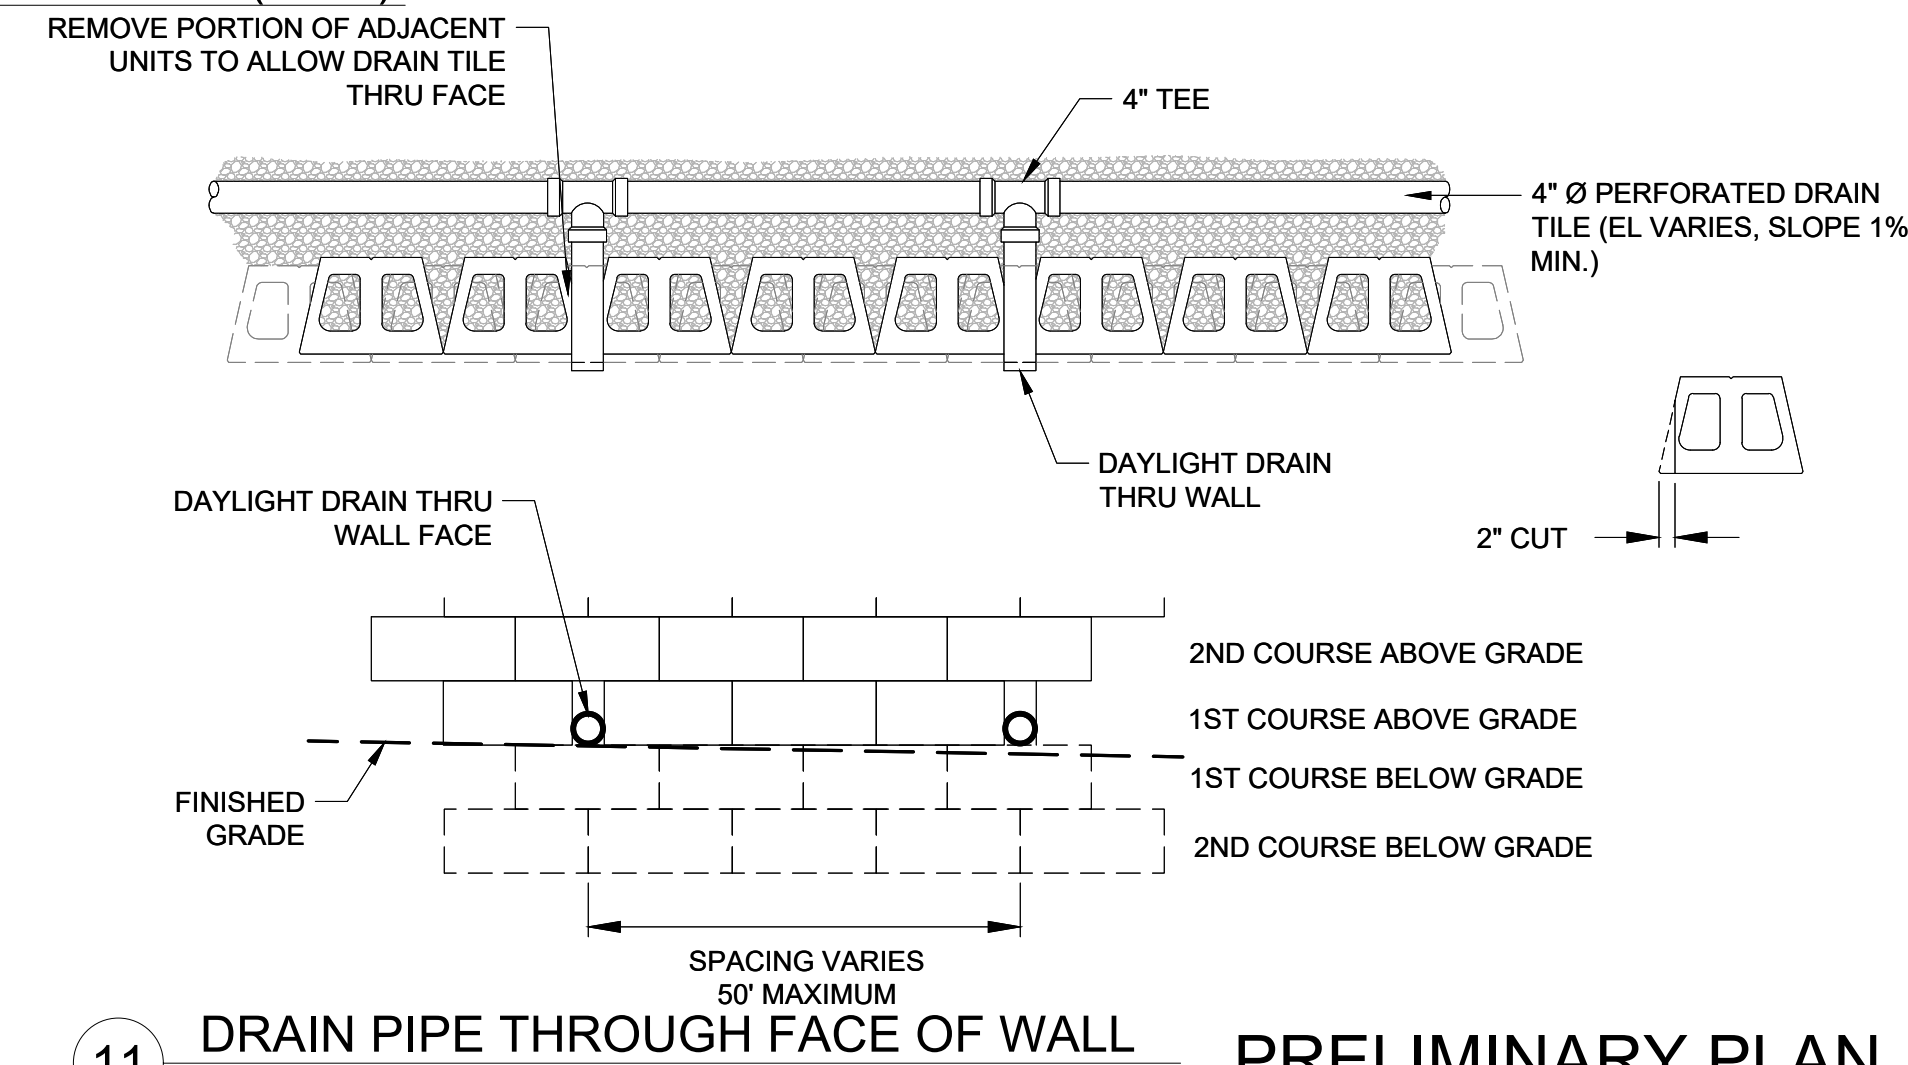 REMOVE PORTION OF ADJACENT
UNITS TO ALLOW DRAIN TILE
THRU FACE
4" TEE
4" Ø PERFORATED DRAIN
TILE (EL VARIES, SLOPE 1%
MIN.)
DAYLIGHT DRAIN
THRU WALL
2" CUT
DAYLIGHT DRAIN THRU
WALL FACE
2ND COURSE ABOVE GRADE
1ST COURSE ABOVE GRADE
1ST COURSE BELOW GRADE
2ND COURSE BELOW GRADE
FINISHED
GRADE
SPACING VARIES
50' MAXIMUM
11
DRAIN PIPE THROUGH FACE OF WALL
PRELIMINARY PLAN